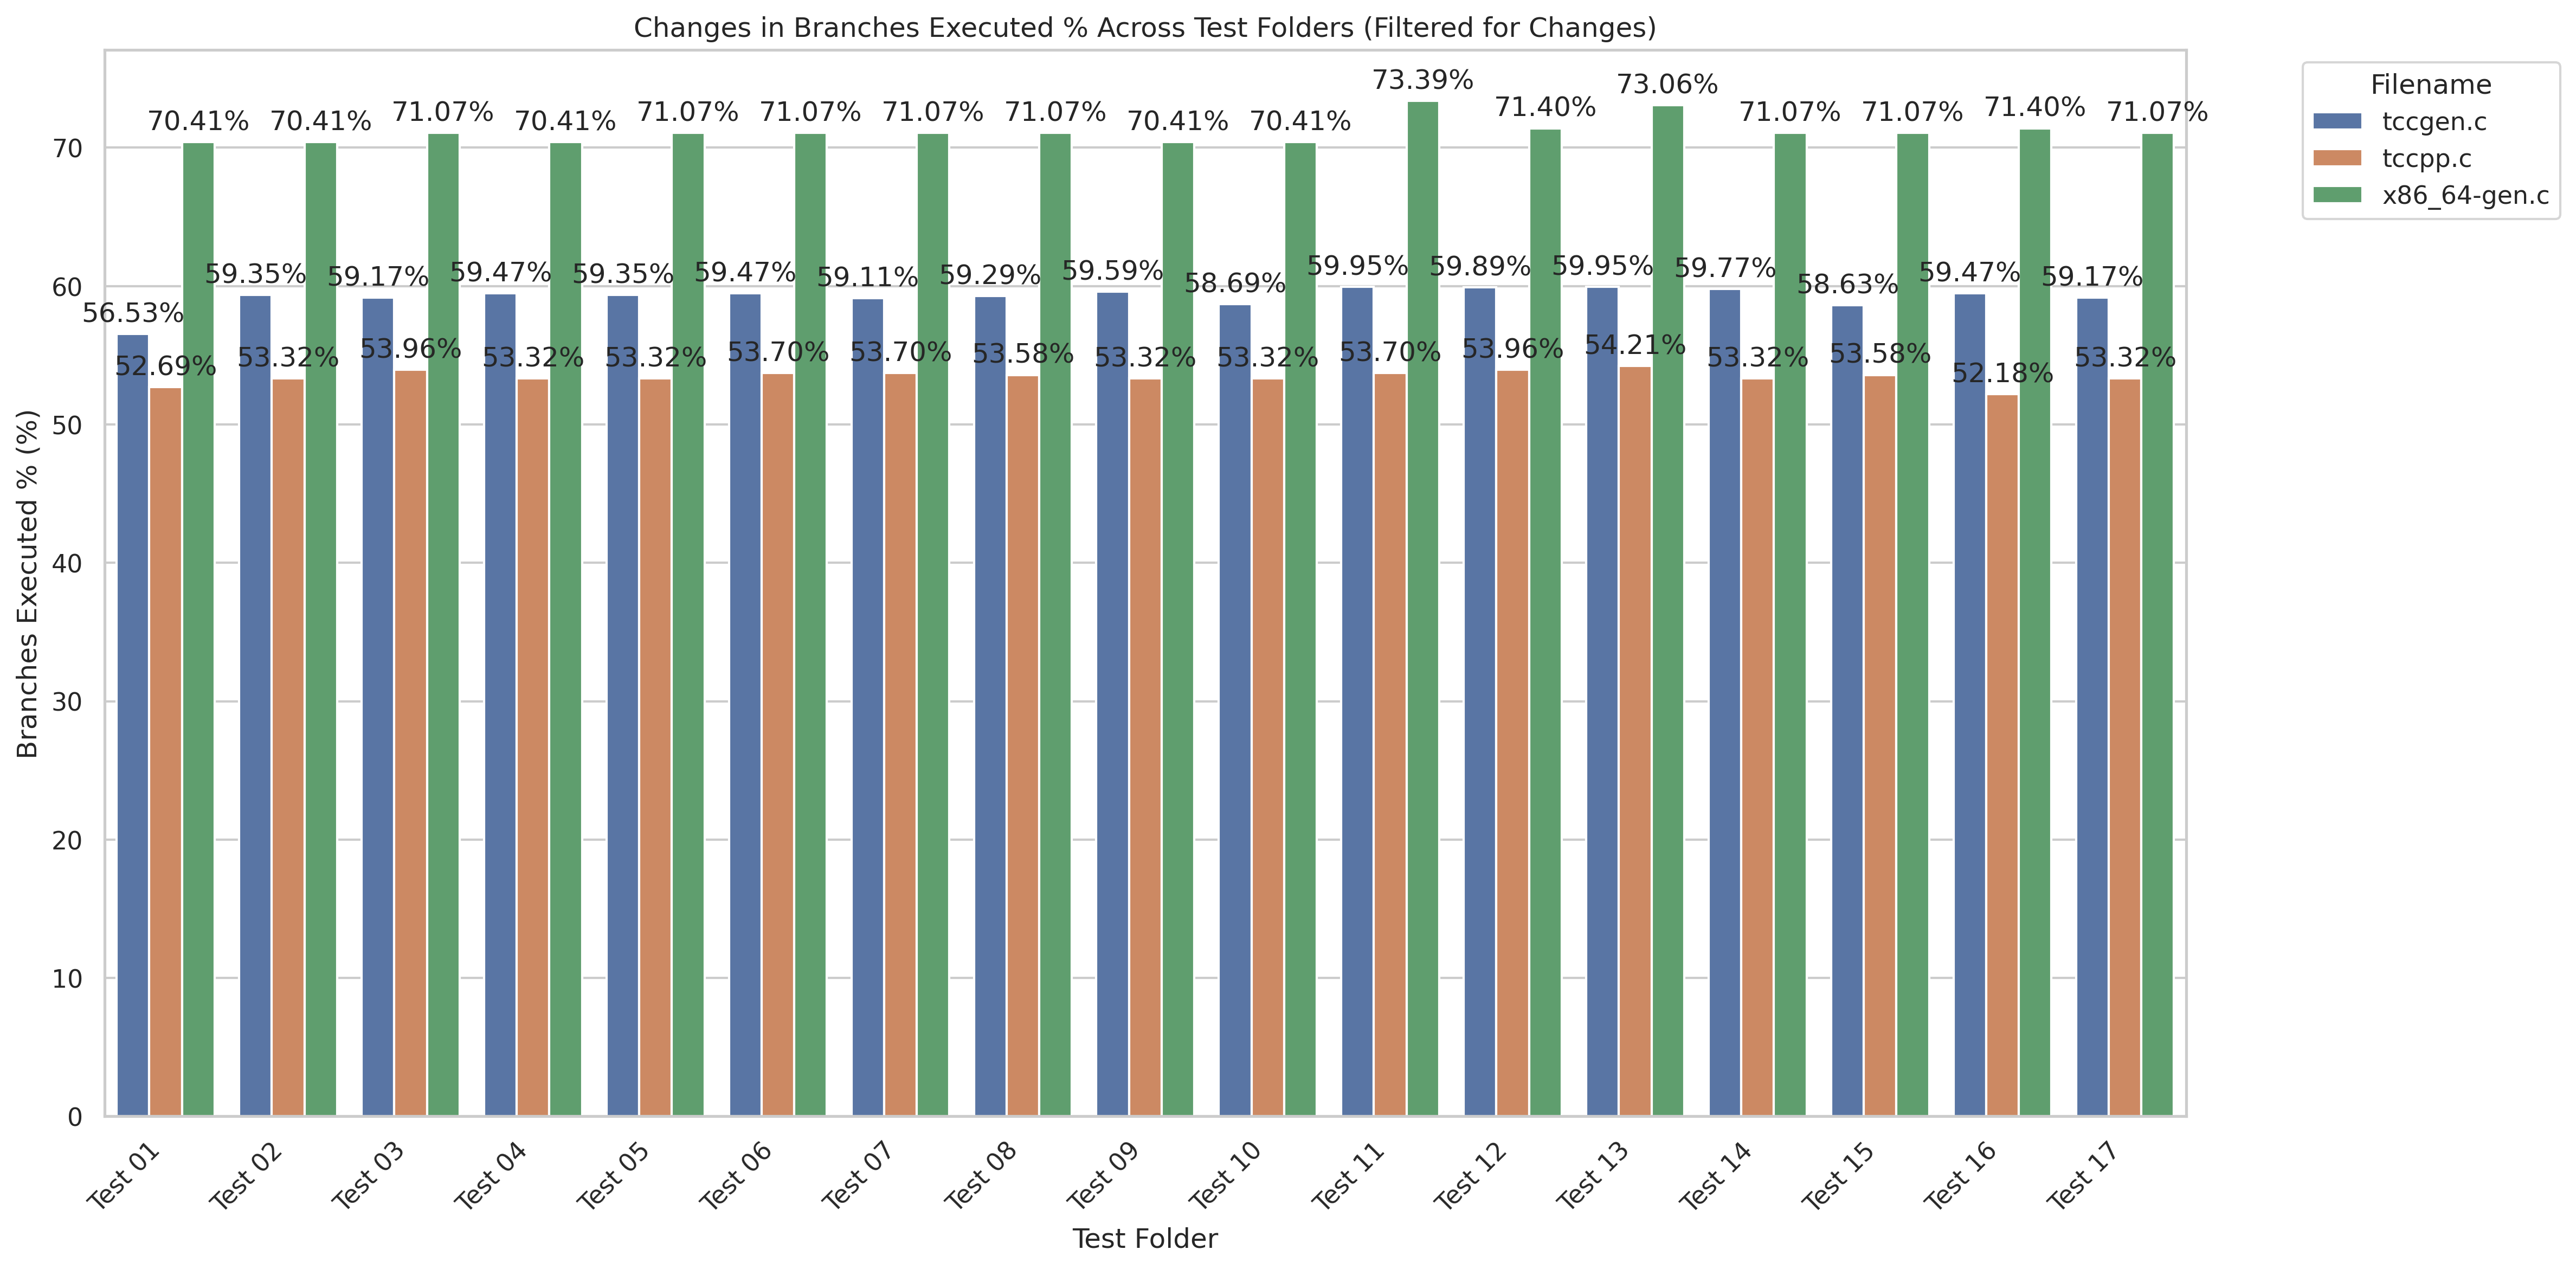 Changes in Branches Executed % Across Test Folders (Filtered for Changes)
Filename
tccgen.c
tccpp.c
x86_64-gen.c
Branches Executed % (%)
70
60
50
40
30
20
10
0
70.41% 70.41% 71.07% 70.41% 71.07% 71.07% 71.07% 71.07% 70.41% 70.41% 73.39% 71.40% 73.06% 71.07% 71.07% 71.40% 71.07%
56.53% 59.35% 59.17% 59.47% 59.35% 59.47% 59.11% 59.29% 59.59% 58.69% 59.95% 59.89% 59.95% 59.77% 58.63% 59.47% 59.17%
52.69% 53.32% 53.96% 53.32% 53.32% 53.70% 53.70% 53.58% 53.32% 53.32% 53.70% 53.96% 54.21% 53.32% 53.58% 52.18% 53.32%
Test 01 Test 02 Test 03 Test 04 Test 05 Test 06 Test 07 Test 08 Test 09 Test 10 Test 11 Test 12 Test 13 Test 14 Test 15 Test 16 Test 17
Test Folder